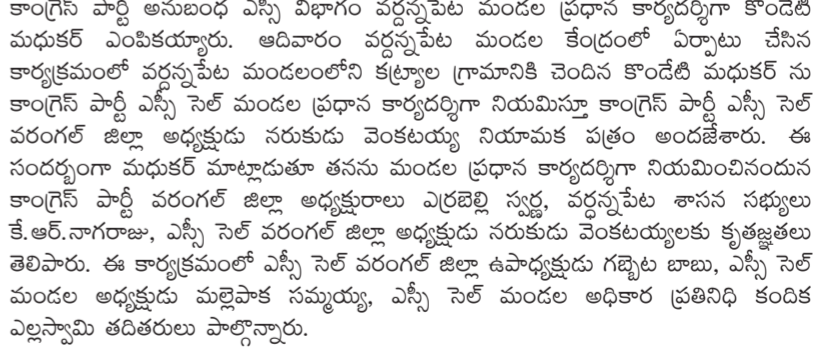 కాంగ్రెస్ పార్టీ అనుబంధ ఎస్సీ విభాగం వర్దన్నపేట మండల ప్రధాన కార్యదర్శిగా కొండేటి
మధుకర్ ఎంపికయ్యారు. ఆదివారం వర్దన్నపేట మండల కేంద్రంలో ఏర్పాటు చేసిన
కార్యక్రమంలో వర్దన్నపేట మండలంలోని కట్ర్యాల గ్రామానికి చెందిన కొండేటి మధుకర్ ను
కాంగ్రెస్ పార్టీ ఎస్సీ సెల్ మండల ప్రధాన కార్యదర్శిగా నియమిస్తూ కాంగ్రెస్ పార్టీ ఎస్సీ సెల్
వరంగల్ జిల్లా అధ్యక్షుడు నరుకుడు వెంకటయ్య నియామక పత్రం అందజేశారు. ఈ
సందర్భంగా మధుకర్ మాట్లాడుతూ తనను మండల ప్రధాన కార్యదర్శిగా నియమించినందున
కాంగ్రెస్ పార్టీ వరంగల్ జిల్లా అధ్యక్షురాలు ఎర్రబెల్లి స్వర్ణ, వర్ధన్నపేట శాసన సభ్యులు
కే.ఆర్.నాగరాజు, ఎస్సీ సెల్ వరంగల్ జిల్లా అధ్యక్షుడు నరుకుడు వెంకటయ్యలకు కృతజ్ఞతలు
తెలిపారు. ఈ కార్యక్రమంలో ఎస్సీ సెల్ వరంగల్ జిల్లా ఉపాధ్యక్షుడు గబ్బెట బాబు, ఎస్సీ సెల్
మండల అధ్యక్షుడు మల్లెపాక సమ్మయ్య, ఎస్సీ సెల్ మండల అధికార ప్రతినిధి కందిక
ఎల్లస్వామి తదితరులు పాల్గొన్నారు.